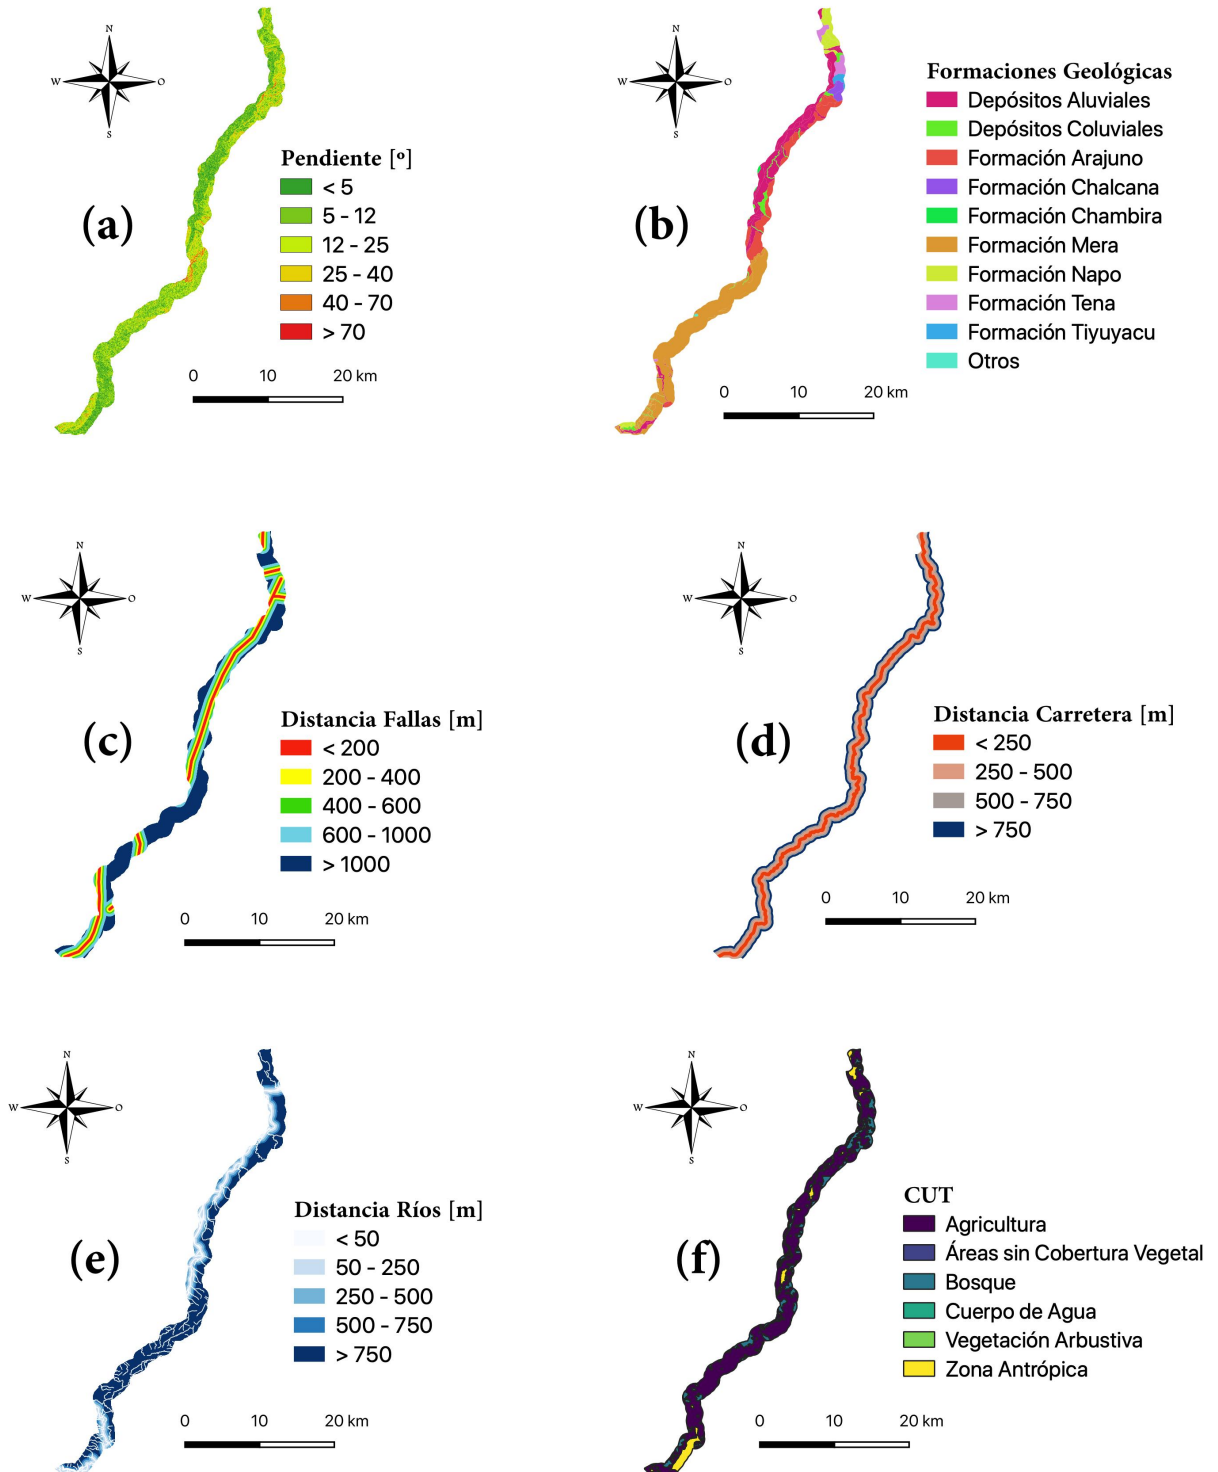 N
W
O
S
(a)
Pendiente [º]
< 5
5 - 12
12 - 25
25 - 40
40 - 70
> 70
0 10 20 km
N
W
O
S
(b)
Formaciones Geológicas
Depósitos Aluviales
Depósitos Coluviales
Formación Arajuno
Formación Chalcana
Formación Chambira
Formación Mera
Formación Napo
Formación Tena
Formación Tiyuyacu
Otros
0 10 20 km
N
W
O
S
(c)
Distancia Fallas [m]
< 200
200 - 400
400 - 600
600 - 1000
> 1000
0 10 20 km
N
W
O
S
(d)
Distancia Carretera [m]
< 250
250 - 500
500 - 750
> 750
0 10 20 km
N
W
O
S
(e)
Distancia Ríos [m]
< 50
50 - 250
250 - 500
500 - 750
> 750
0 10 20 km
N
W
O
S
(f)
CUT
Agricultura
Áreas sin Cobertura Vegetal
Bosque
Cuerpo de Agua
Vegetación Arbustiva
Zona Antrópica
0 10 20 km